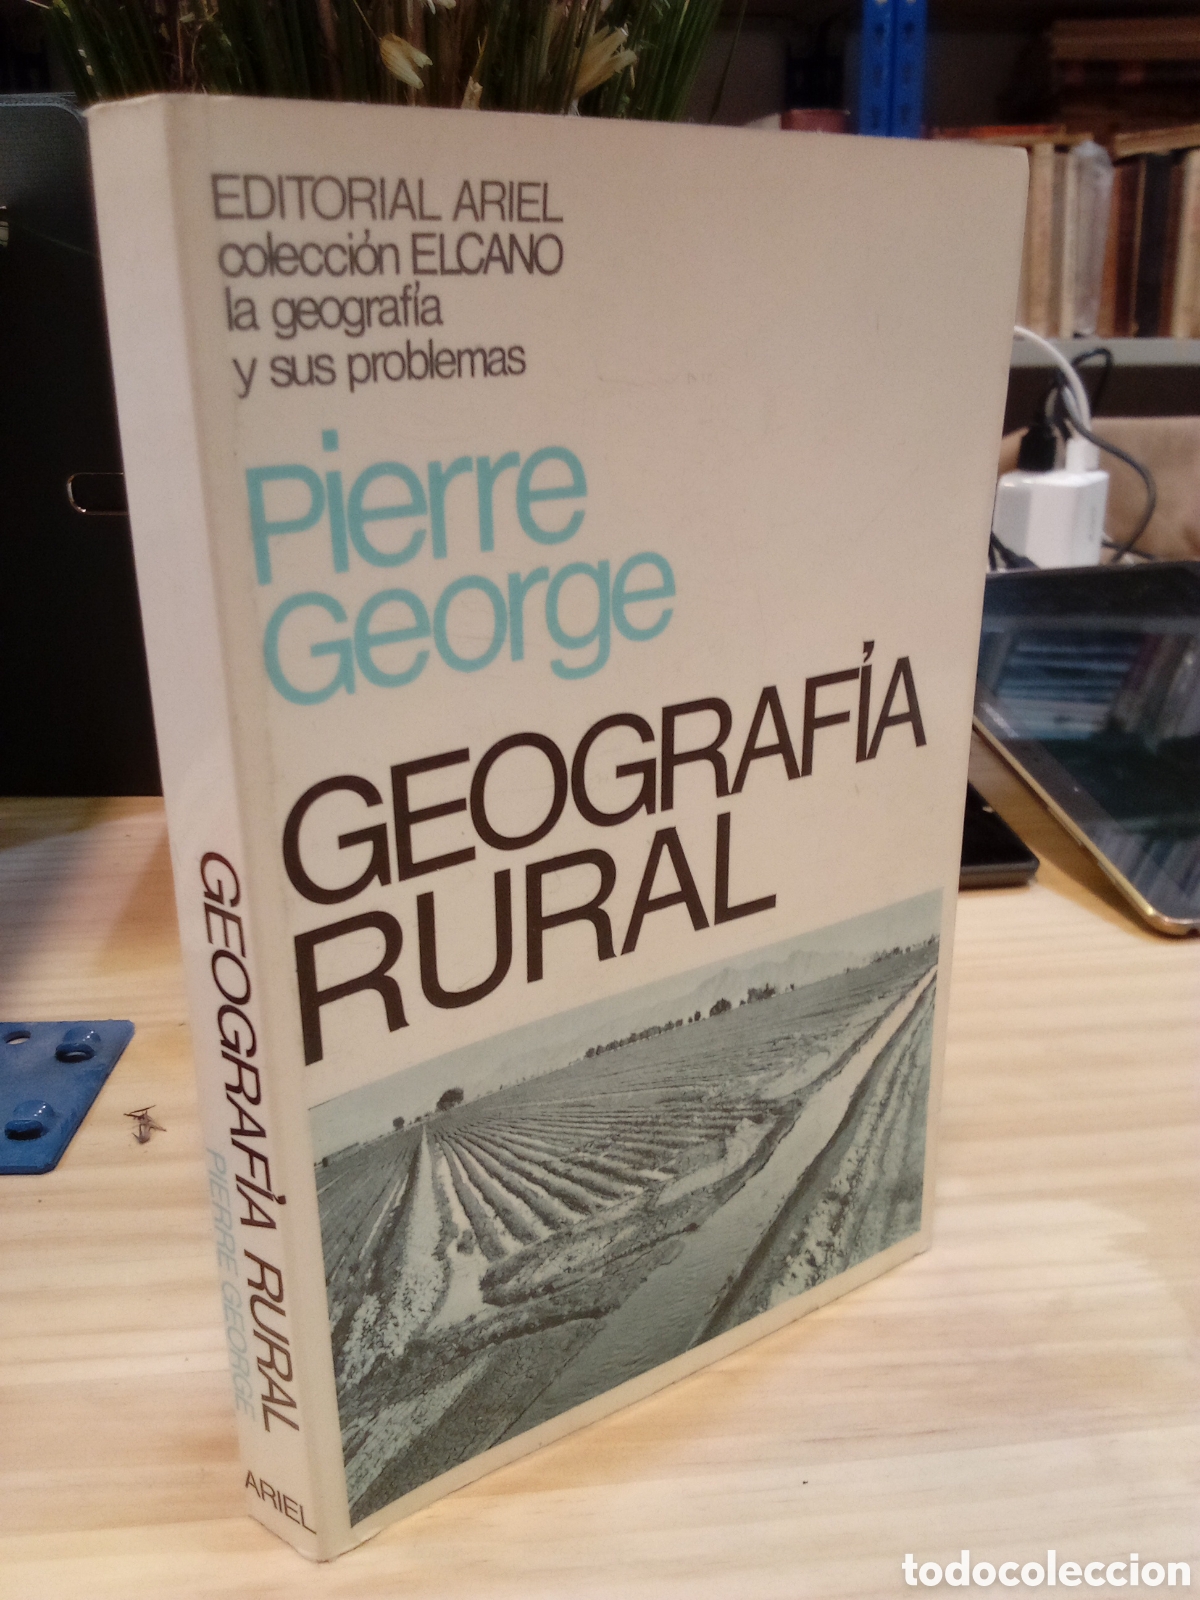 EDITORIAL ARIEL
colección ELCANO
la geografía
y sus problemas
Pierre
George
GEOGRAFÍA
RURAL
GEOGRAFÍA RURAL
PIERRE GEORGE
ARIEL
todocoleccion